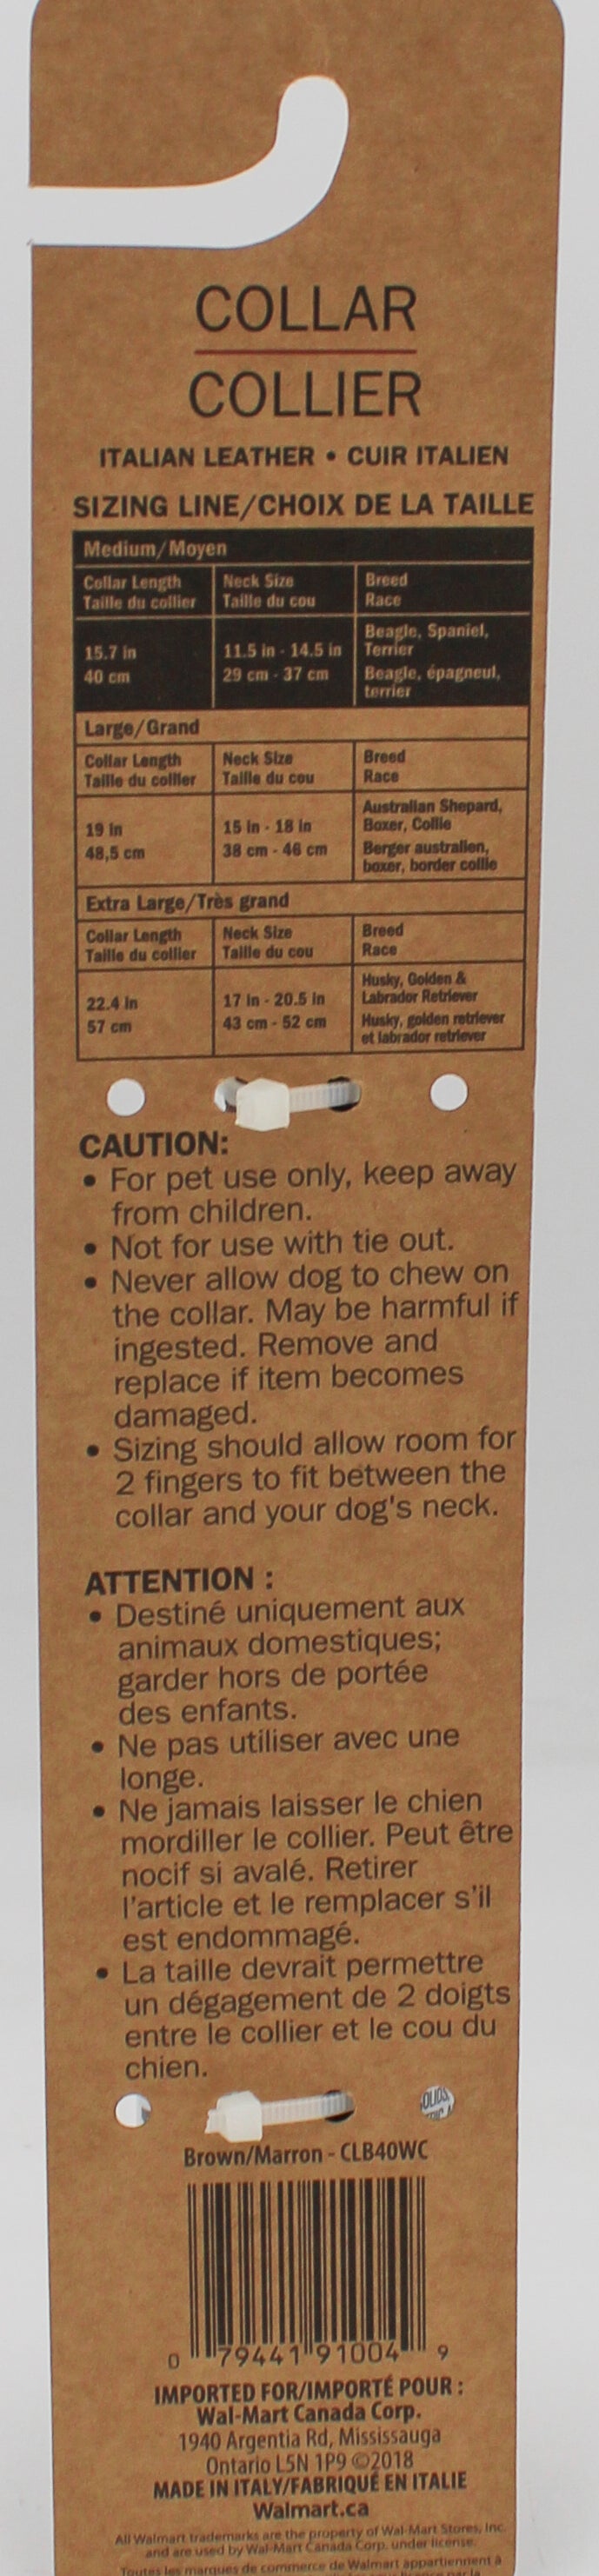 COLLAR
COLLIER
ITALIAN LEATHER • CUIR ITALIEN
SIZING LINE/CHOIX DE LA TAILLE
Medium/Moyen
Collar Length Neck Size Breed
Taille du collier Taille du cou Race
15.7 in 11.5 in - 14.5 in Beagle, Spaniel, Terrier
40 cm 29 cm - 37 cm Beagle, épagneul, terrier
Large/Grand
Collar Length Neck Size Breed
Taille du collier Taille du cou Race
19 in 15 in - 18 in Australian Shepard, Boxer, Collie
48,5 cm 38 cm - 46 cm Berger australien, boxer, border collie
Extra Large/Très grand
Collar Length Neck Size Breed
Taille du collier Taille du cou Race
22.4 in 17 in - 20.5 in Husky, Golden & Labrador Retriever
57 cm 43 cm - 52 cm Husky, golden retriever et labrador retriever
CAUTION:
• For pet use only, keep away
from children.
• Not for use with tie out.
• Never allow dog to chew on
the collar. May be harmful if
ingested. Remove and
replace if item becomes
damaged.
• Sizing should allow room for
2 fingers to fit between the
collar and your dog's neck.
ATTENTION :
• Destiné uniquement aux
animaux domestiques;
garder hors de portée
des enfants.
• Ne pas utiliser avec une
longe.
• Ne jamais laisser le chien
mordiller le collier. Peut être
nocif si avalé. Retirer
l'article et le remplacer s'il
est endommagé.
• La taille devrait permettre
un dégagement de 2 doigts
entre le collier et le cou du
chien.
Brown/Marron - CLB40WC
0 79441 91004 9
IMPORTED FOR/IMPORTÉ POUR :
Wal-Mart Canada Corp.
1940 Argentia Rd, Mississauga
Ontario L5N 1P9 ©2018
MADE IN ITALY/FABRIQUÉ EN ITALIE
Walmart.ca
All Walmart trademarks are the property of Wal-Mart Stores, Inc.
and are used by Wal-Mart Canada Corp. under license.
Toutes les marques de commerce de Walmart appartiennent à